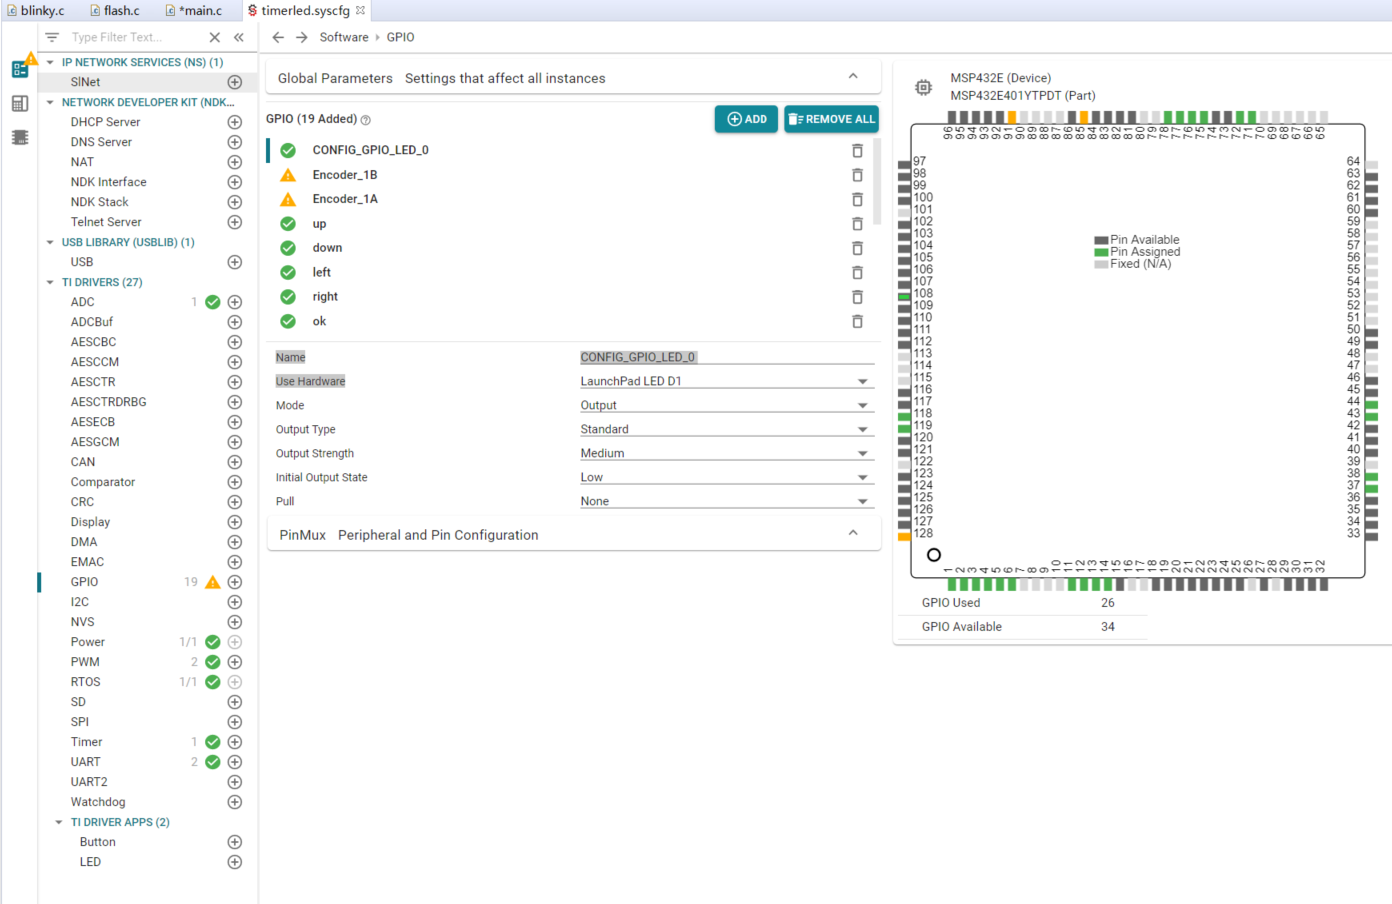 blinky.c flash.c *main.c timerled.syscfg
Type Filter Text...
Software GPIO
IP NETWORK SERVICES (NS) (1)
SlNet
NETWORK DEVELOPER KIT (NDK...
DHCP Server
DNS Server
NAT
NDK Interface
NDK Stack
Telnet Server
USB LIBRARY (USBLIB) (1)
USB
TI DRIVERS (27)
ADC 1
ADCBuf
AESCBC
AESCCM
AESCTR
AESCTRDRBG
AESECB
AESGCM
CAN
Comparator
CRC
Display
DMA
EMAC
GPIO 19
I2C
NVS
Power 1/1
PWM 2
RTOS 1/1
SD
SPI
Timer 1
UART 2
UART2
Watchdog
TI DRIVER APPS (2)
Button
LED
Global Parameters Settings that affect all instances
GPIO (19 Added)
ADD
REMOVE ALL
CONFIG_GPIO_LED_0
Encoder_1B
Encoder_1A
up
down
left
right
ok
Name CONFIG_GPIO_LED_0
Use Hardware LaunchPad LED D1
Mode Output
Output Type Standard
Output Strength Medium
Initial Output State Low
Pull None
PinMux Peripheral and Pin Configuration
MSP432E (Device)
MSP432E401YTPDT (Part)
96 95 94 93 92 91 90 89 88 87 86 85 84 83 82 81 80 79 78 77 76 75 74 73 72 71 70 69 68 67 66 65
97 64
98 63
99 62
100 61
101 60
102 59
103 58
104 57
105 56
106 55
107 54
108 53
109 52
110 51
111 50
112 49
113 48
114 47
115 46
116 45
117 44
118 43
119 42
120 41
121 40
122 39
123 38
124 37
125 36
126 35
127 34
128 33
Pin Available
Pin Assigned
Fixed (N/A)
1 2 3 4 5 6 7 8 9 10 11 12 13 14 15 16 17 18 19 20 21 22 23 24 25 26 27 28 29 30 31 32
GPIO Used 26
GPIO Available 34